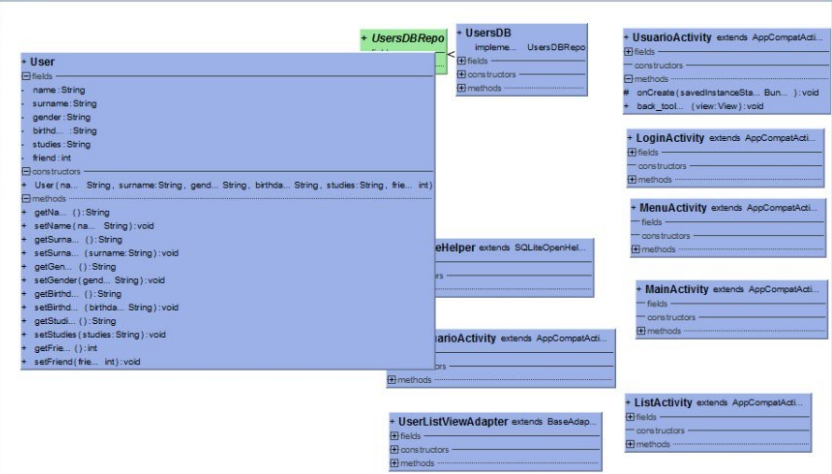 + User
fields
- name:String
- surname:String
- gender:String
- birthd... :String
- studies:String
- friend:int
constructors
+ User(na... String, surname:String, gend... String, birthda... String, studies:String, frie... int)
methods
+ getNa... ():String
+ setName(na... String):void
+ getSurna... ():String
+ setSurna... (surname:String):void
+ getGen... ():String
+ setGender(gend... String):void
+ getBirthd... ():String
+ setBirthd... (birthda... String):void
+ getStudi... ():String
+ setStudies(studies:String):void
+ getFrie... ():int
+ setFriend(frie... int):void
+ UsersDBRepo
+ UsersDB
impleme... UsersDBRepo
fields
constructors
methods
eHelper extends SQLiteOpenHel...
rs
arioActivity extends AppCompatActi...
ors
methods
+ UserListViewAdapter extends BaseAdap...
fields
constructors
methods
+ UsuarioActivity extends AppCompatActi...
fields
constructors
methods
# onCreate(savedInstanceSta... Bun... ):void
+ back_tool... (view:View):void
+ LoginActivity extends AppCompatActi...
fields
constructors
methods
+ MenuActivity extends AppCompatActi...
fields
constructors
methods
+ MainActivity extends AppCompatActi...
fields
constructors
methods
+ ListActivity extends AppCompatActi...
fields
constructors
methods